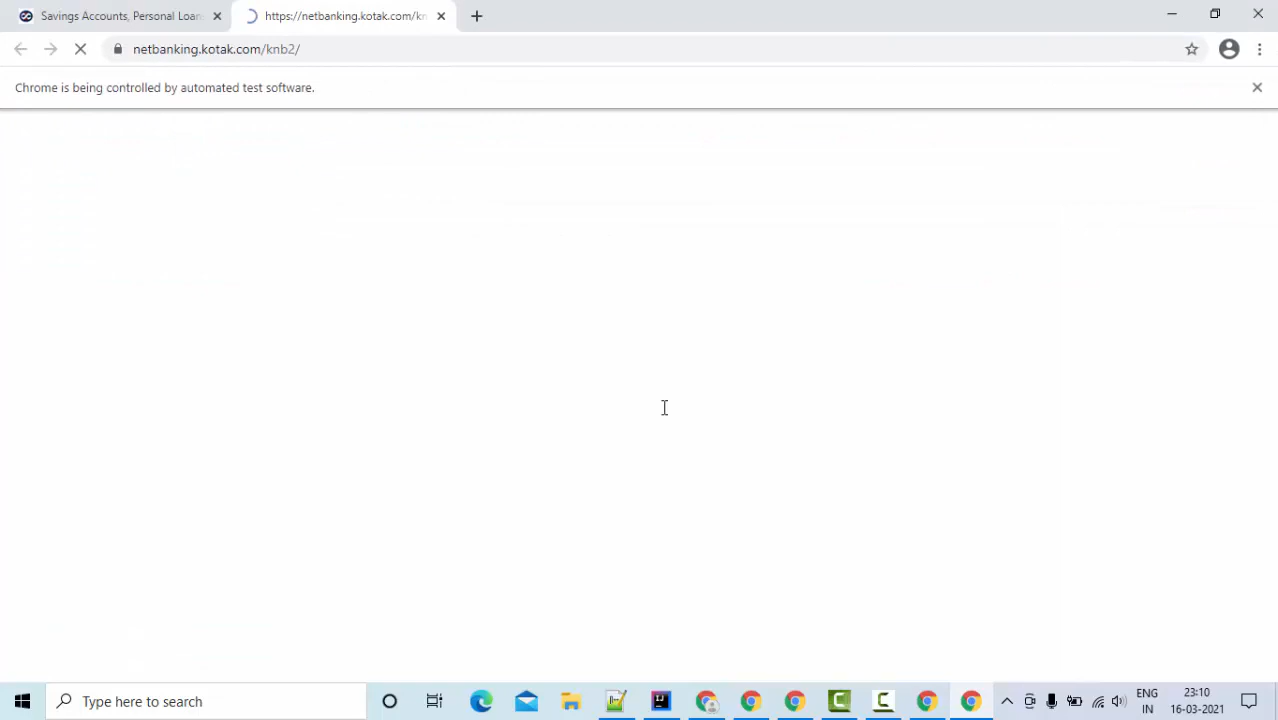 Savings Accounts, Personal Loan
https://netbanking.kotak.com/kn
netbanking.kotak.com/knb2/
Chrome is being controlled by automated test software.
Type here to search
ENG
IN
23:10
16-03-2021